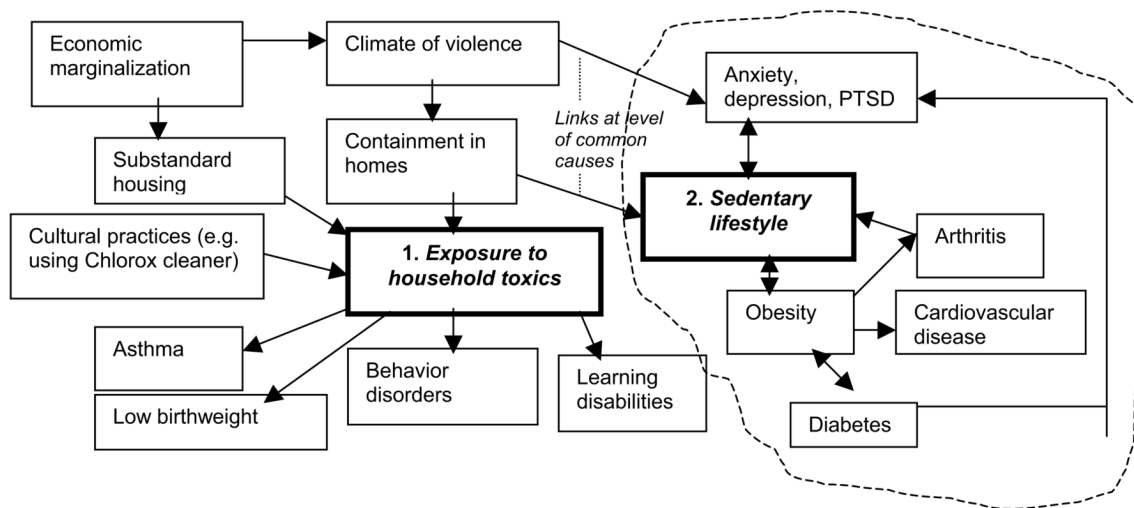 Economic
marginalization
Climate of violence
Anxiety,
depression, PTSD
Links at level
of common
causes
Containment in
homes
Substandard
housing
2. Sedentary
lifestyle
Cultural practices (e.g.
using Chlorox cleaner)
1. Exposure to
household toxics
Arthritis
Obesity
Cardiovascular
disease
Asthma
Behavior
disorders
Learning
disabilities
Low birthweight
Diabetes